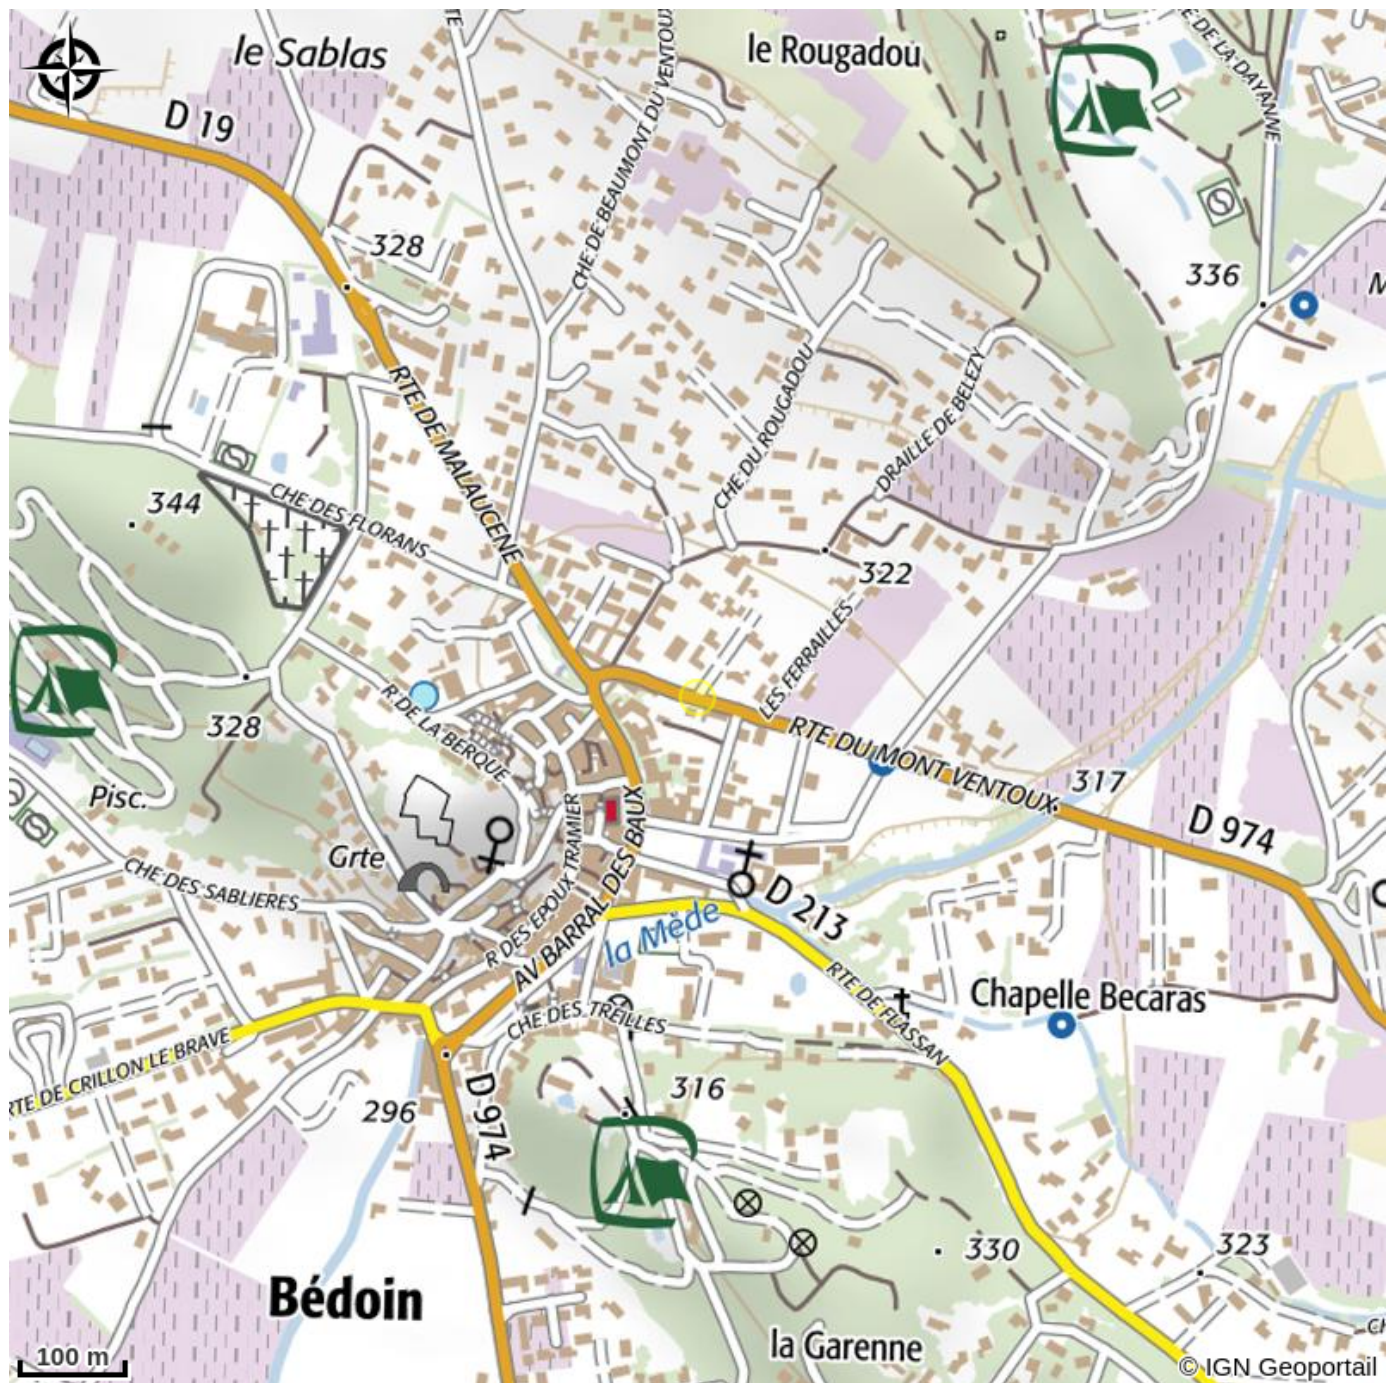 le Sablas
le Rougadou
D 19
CHE DE BEAUMONT DU VENTOUX
E DE LA DAYANNE
328
336
M
RTE DE MALAUCENE
CHE DU ROUGADOU
DRAILLE DE BELEZY
344
CHE DES FLORANS
322
LES FERRAILLES
328
R DE LA BERQUE
RTE DU MONT VENTOUX
317
Pisc.
D 974
Grte
CHE DES SABLIERES
R DES EPOUX TRAMIER
AV BARRAL DES BAUX
D 213
la Mède
RTE DE FLASSAN
Chapelle Becaras
CHE DES TREILLES
RTE DE CRILLON LE BRAVE
296
D 974
316
330
323
Bédoin
la Garenne
CH
100 m
© IGN Geoportail